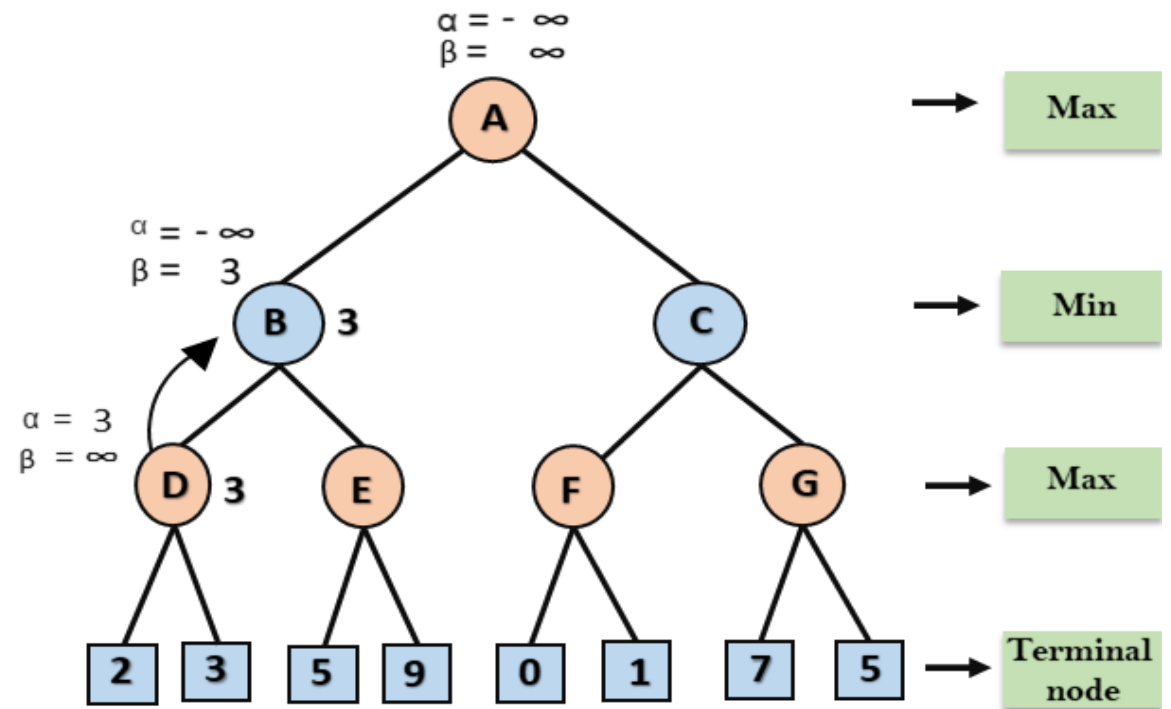 α = - ∞
β = ∞
A
Max
α = - ∞
β = 3
B 3
C
Min
α = 3
β = ∞
D 3
E
F
G
Max
2
3
5
9
0
1
7
5
Terminal
node